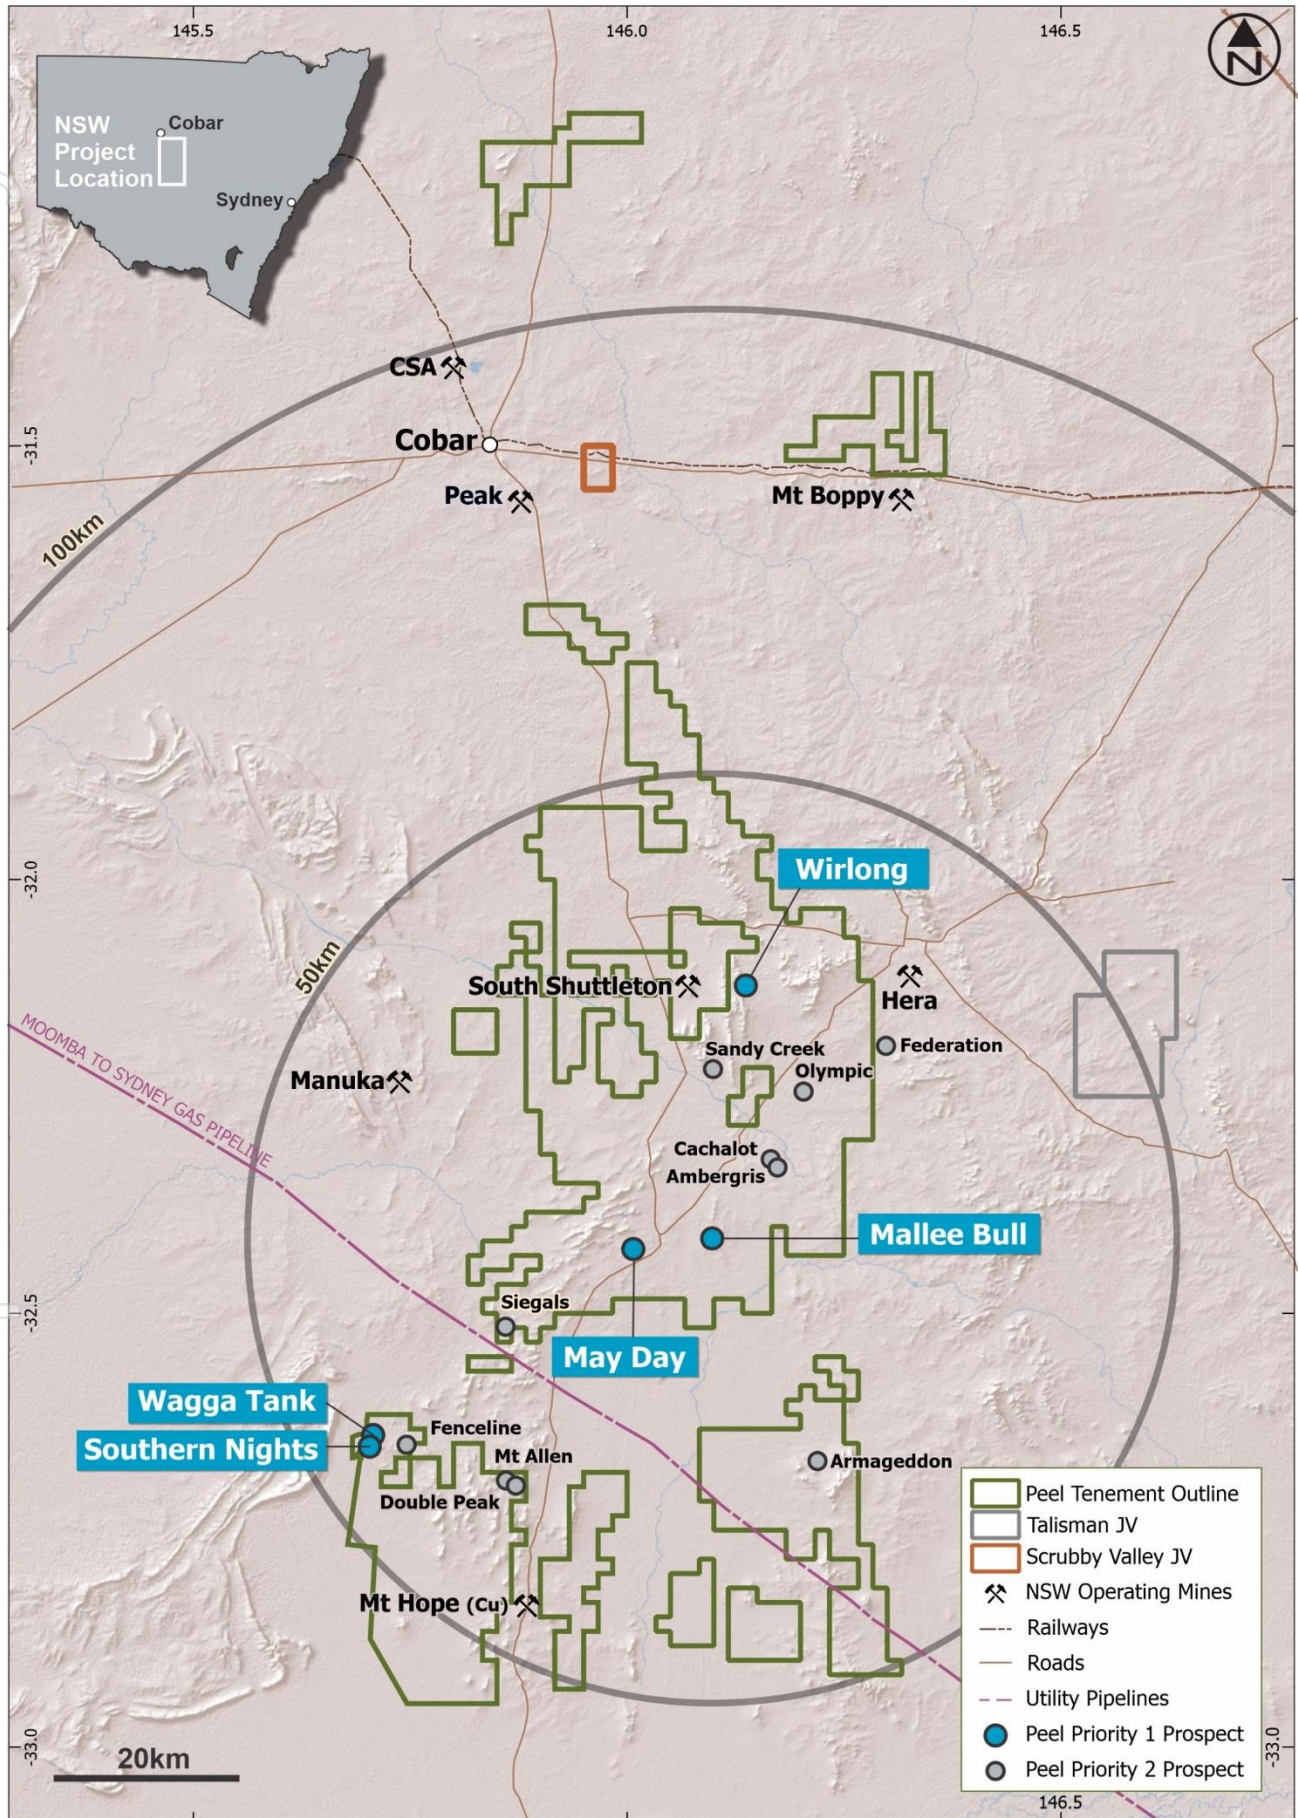 145.5
146.0
146.5
N
Cobar
NSW
Project
Location
Sydney
CSA
Cobar
-31.5
Peak
Mt Boppy
100km
-32.0
Wirlong
50km
South Shuttleton
Hera
MOOMBA TO SYDNEY GAS PIPELINE
Manuka
Sandy Creek
Federation
Olympic
Cachalot
Ambergris
Mallee Bull
-32.5
Siegals
May Day
Wagga Tank
Southern Nights
Fenceline
Mt Allen
Double Peak
Armageddon
Mt Hope (Cu)
Peel Tenement Outline
Talisman JV
Scrubby Valley JV
NSW Operating Mines
Railways
Roads
Utility Pipelines
Peel Priority 1 Prospect
Peel Priority 2 Prospect
-33.0
-33.0
20km
146.5